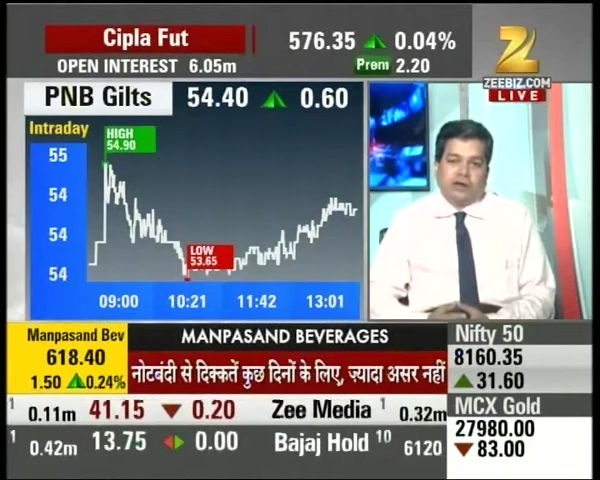 Cipla Fut
576.35 0.04%
OPEN INTEREST 6.05m
Prem 2.20
ZEEBIZ.COM
LIVE
PNB Gilts 54.40 0.60
Intraday
HIGH
54.90
55
54
54
54
LOW
53.65
09:00 10:21 11:42 13:01
Manpasand Bev
618.40
1.50 0.24%
MANPASAND BEVERAGES
नोटबंदी से दिक्कतें कुछ दिनों के लिए, ज्यादा असर नहीं
Nifty 50
8160.35
31.60
MCX Gold
27980.00
83.00
1 0.11m 41.15 0.20 Zee Media 1 0.32m
1 0.42m 13.75 0.00 Bajaj Hold 10 6120